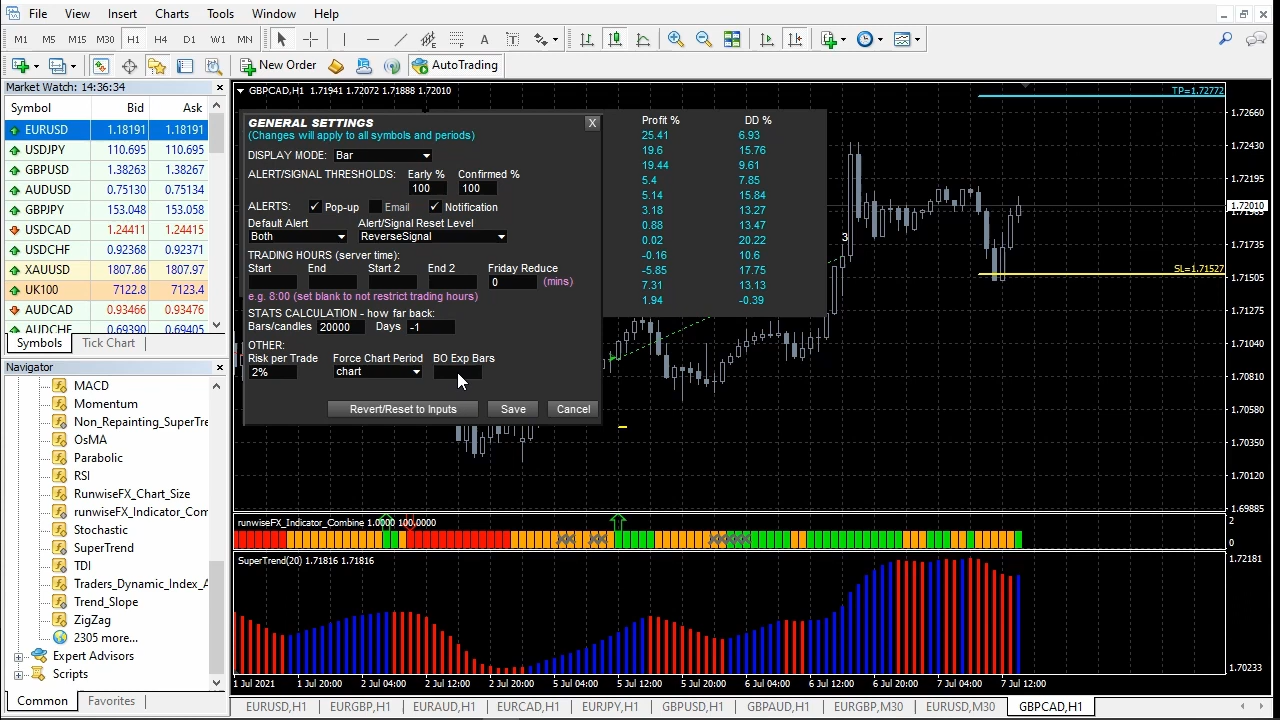 File View Insert Charts Tools Window Help
M1 M5 M15 M30 H1 H4 D1 W1 MN
A T
New Order AutoTrading
Market Watch: 14:36:34
Symbol Bid Ask
EURUSD 1.18191 1.18191
USDJPY 110.695 110.695
GBPUSD 1.38263 1.38267
AUDUSD 0.75130 0.75134
GBPJPY 153.048 153.058
USDCAD 1.24411 1.24415
USDCHF 0.92368 0.92371
XAUUSD 1807.86 1807.97
UK100 7122.8 7123.4
AUDCAD 0.93466 0.93476
AUDCHF 0.69390 0.69405
Symbols Tick Chart
Navigator
MACD
Momentum
Non_Repainting_SuperTre
OsMA
Parabolic
RSI
RunwiseFX_Chart_Size
runwiseFX_Indicator_Com
Stochastic
SuperTrend
TDI
Traders_Dynamic_Index_A
Trend_Slope
ZigZag
2305 more...
Expert Advisors
Scripts
Common Favorites
GBPCAD,H1 1.71941 1.72072 1.71888 1.72010
GENERAL SETTINGS X
(Changes will apply to all symbols and periods)
DISPLAY MODE: Bar
ALERT/SIGNAL THRESHOLDS: Early % Confirmed %
100 100
ALERTS: Pop-up Email Notification
Default Alert Alert/Signal Reset Level
Both ReverseSignal
TRADING HOURS (server time):
Start End Start 2 End 2 Friday Reduce
0 (mins)
e.g. 8:00 (set blank to not restrict trading hours)
STATS CALCULATION - how far back:
Bars/candles 20000 Days -1
OTHER:
Risk per Trade Force Chart Period BO Exp Bars
2% chart
Revert/Reset to Inputs Save Cancel
Profit % DD %
25.41 6.93
19.6 15.76
19.44 9.61
5.4 7.85
5.14 15.84
3.18 13.27
0.88 13.47
0.02 20.22
-0.16 10.6
-5.85 17.75
7.31 13.13
1.94 -0.39
TP=1.72772
3
SL=1.71527
1.72660
1.72430
1.72195
1.72010
1.71965
1.71735
1.71505
1.71275
1.71040
1.70810
1.70580
1.70350
1.70120
1.69885
runwiseFX_Indicator_Combine 1.0000 100.0000
2
0
SuperTrend(20) 1.71816 1.71816
1.72181
1.70233
1 Jul 2021 1 Jul 20:00 2 Jul 04:00 2 Jul 12:00 2 Jul 20:00 5 Jul 04:00 5 Jul 12:00 5 Jul 20:00 6 Jul 04:00 6 Jul 12:00 6 Jul 20:00 7 Jul 04:00 7 Jul 12:00
EURUSD,H1 EURGBP,H1 EURAUD,H1 EURCAD,H1 EURJPY,H1 GBPUSD,H1 GBPAUD,H1 EURGBP,M30 EURUSD,M30 GBPCAD,H1